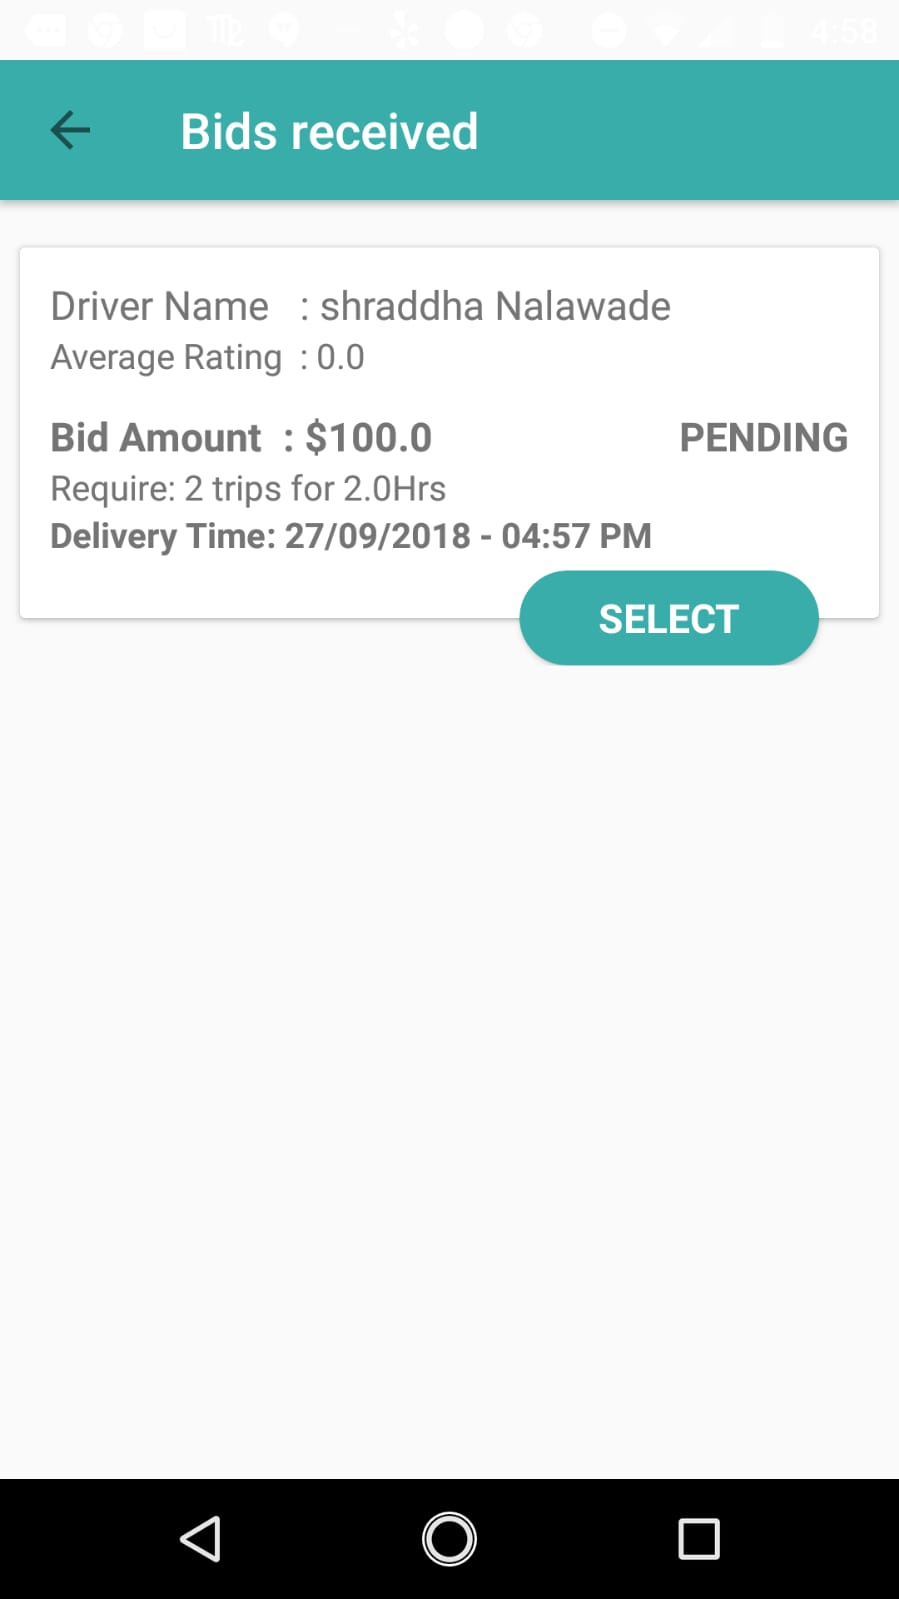 4:58
Bids received
Driver Name : shraddha Nalawade
Average Rating : 0.0
Bid Amount : $100.0 PENDING
Require: 2 trips for 2.0Hrs
Delivery Time: 27/09/2018 - 04:57 PM
SELECT